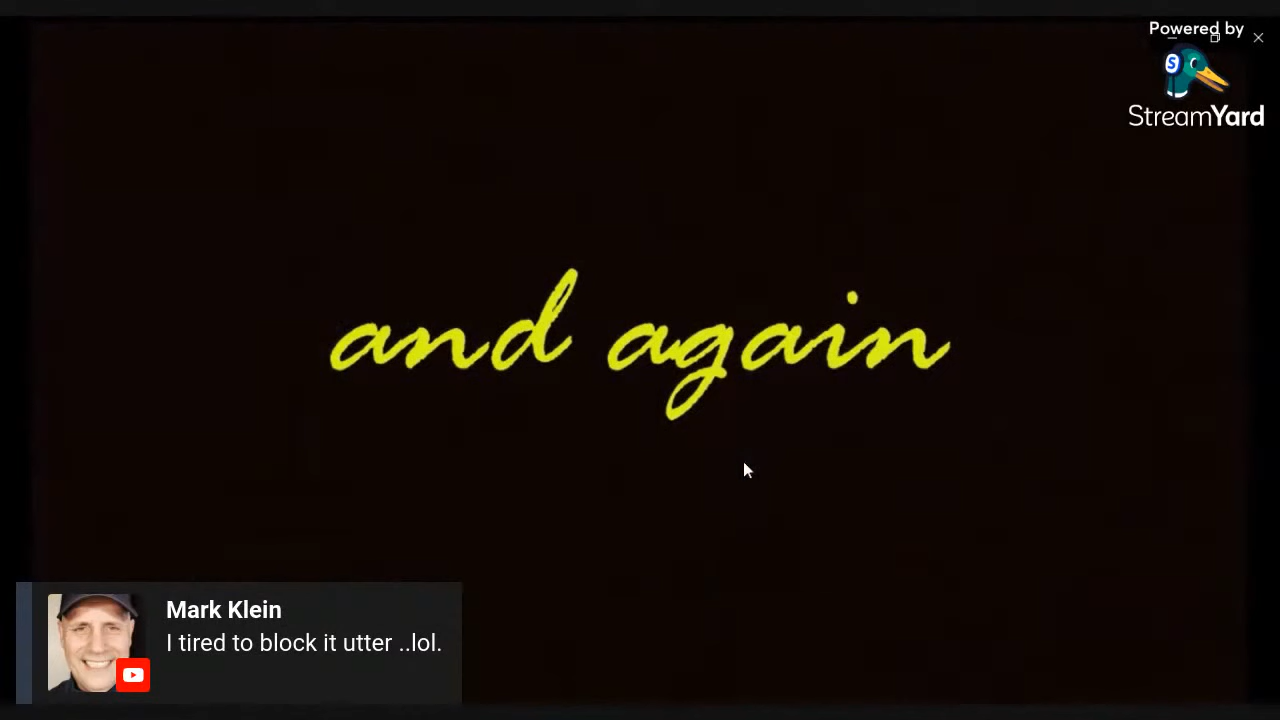 Powered by
StreamYard
and again
Mark Klein
I tired to block it utter ..lol.